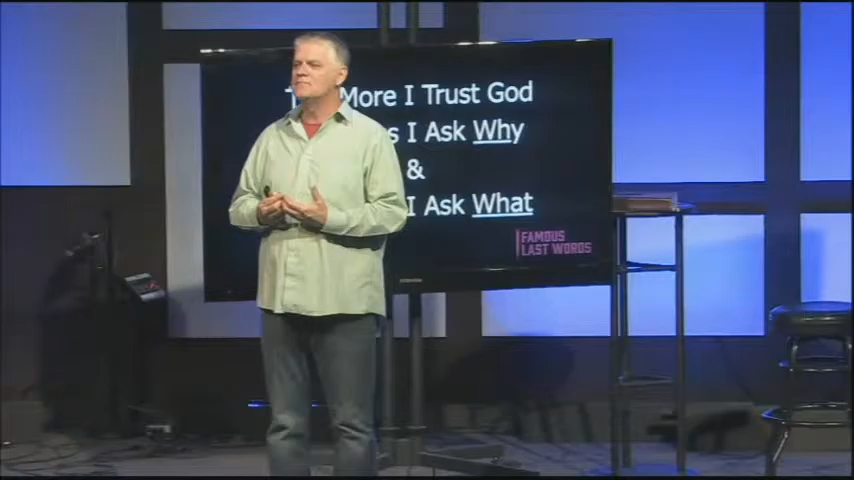 More I Trust God
s I Ask Why
&
I Ask What
FAMOUS
LAST WORDS